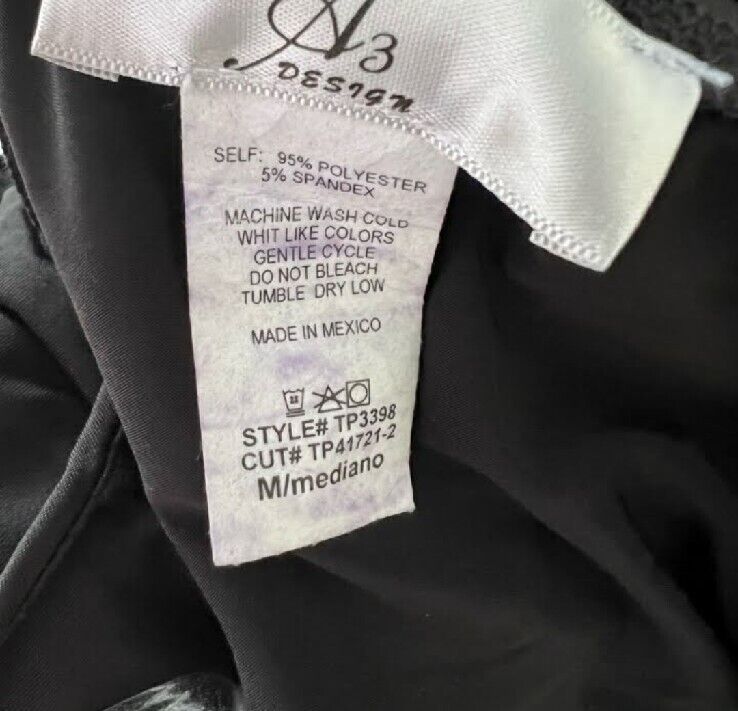 A3
DESIGN
SELF: 95% POLYESTER
5% SPANDEX
MACHINE WASH COLD
WHIT LIKE COLORS
GENTLE CYCLE
DO NOT BLEACH
TUMBLE DRY LOW
MADE IN MEXICO
STYLE# TP3398
CUT# TP41721-2
M/mediano